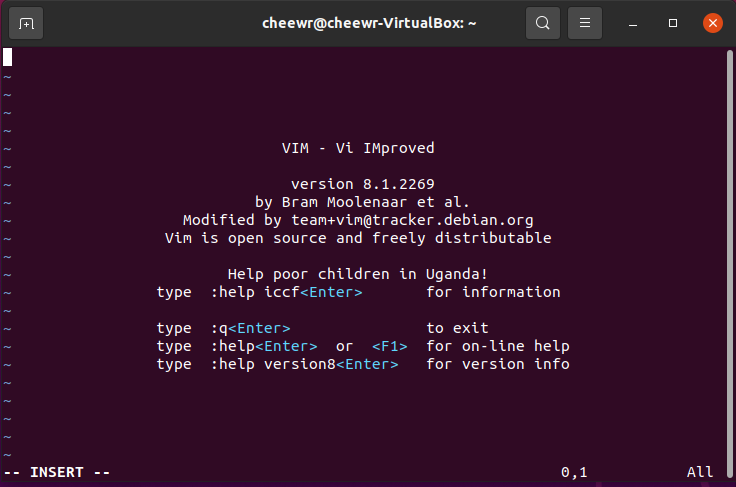 cheewr@cheewr-VirtualBox: ~
~
~
~
~
~ VIM - Vi IMproved
~
~ version 8.1.2269
~ by Bram Moolenaar et al.
~ Modified by team+vim@tracker.debian.org
~ Vim is open source and freely distributable
~
~ Help poor children in Uganda!
~ type :help iccf<Enter> for information
~
~ type :q<Enter> to exit
~ type :help<Enter> or <F1> for on-line help
~ type :help version8<Enter> for version info
~
~
~
~
~
-- INSERT -- 0,1 All